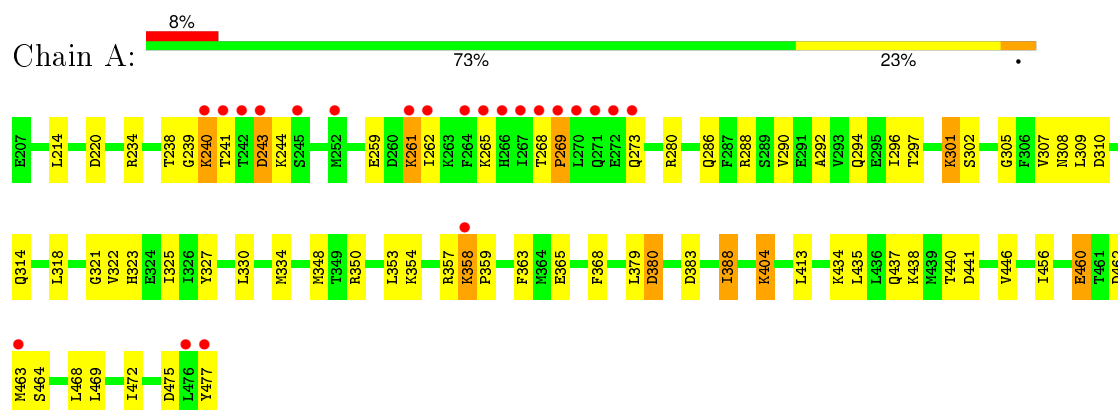 8%
Chain A:
73% 23% •
E207 L214 D220 R234 T238 G239 K240 T241 T242 D243 K244 S245 M252 E259 D260 K261 I262 K263 F264 K265 H266 I267 T268 P269 L270 Q271 E272 Q273 R280 Q286 F287 R288 S289 V290 E291 A292 V293 Q294 E295 I296 T297 K301 S302 G305 F306 V307 N308 L309 D310
Q314 L318 G321 V322 H323 E324 I325 I326 Y327 L330 M334 M348 T349 R350 L353 K354 R357 K358 P359 F363 M364 E365 F368 L379 D380 D383 I388 K404 L413 K434 L435 L436 Q437 K438 M439 T440 D441 V446 I456 E460 T461 D462
M463 S464 L468 L469 I472 D475 L476 Y477